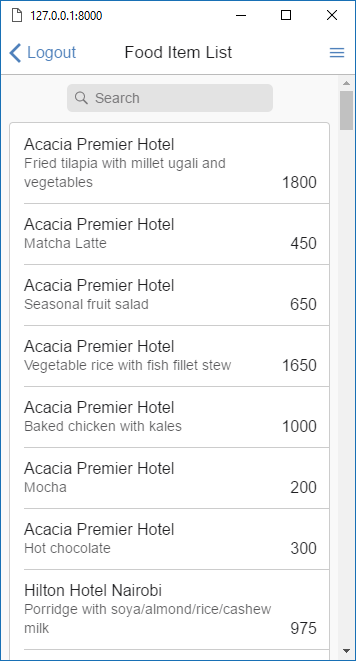 127.0.0.1:8000
Logout
Food Item List
Search
Acacia Premier Hotel
Fried tilapia with millet ugali and
vegetables
1800
Acacia Premier Hotel
Matcha Latte
450
Acacia Premier Hotel
Seasonal fruit salad
650
Acacia Premier Hotel
Vegetable rice with fish fillet stew
1650
Acacia Premier Hotel
Baked chicken with kales
1000
Acacia Premier Hotel
Mocha
200
Acacia Premier Hotel
Hot chocolate
300
Hilton Hotel Nairobi
Porridge with soya/almond/rice/cashew
milk
975